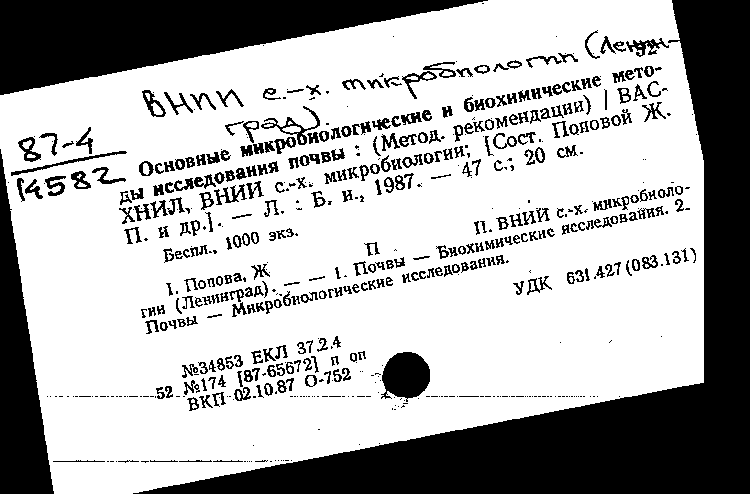 ВНИИ с.-х. микробиологии (Ленин-
град).
87-4
14582
Основные микробиологические и биохимические мето-
ды исследования почвы : (Метод. рекомендации) / ВАС-
ХНИЛ, ВНИИ с.-х. микробиологии; [Сост. Поповой Ж.
П. и др.]. — Л. : Б. и., 1987. — 47 с.; 20 см.
Беспл., 1000 экз.
I. Попова, Ж П II. ВНИИ с.-х. микробиоло-
гии (Ленинград). — — 1. Почвы — Биохимические исследования. 2.
Почвы — Микробиологические исследования.
УДК 631.427(083.131)
№34853 ЕКЛ 37.2.4
52 №174 [87-65672] п оп
ВКП 02.10.87 О-752